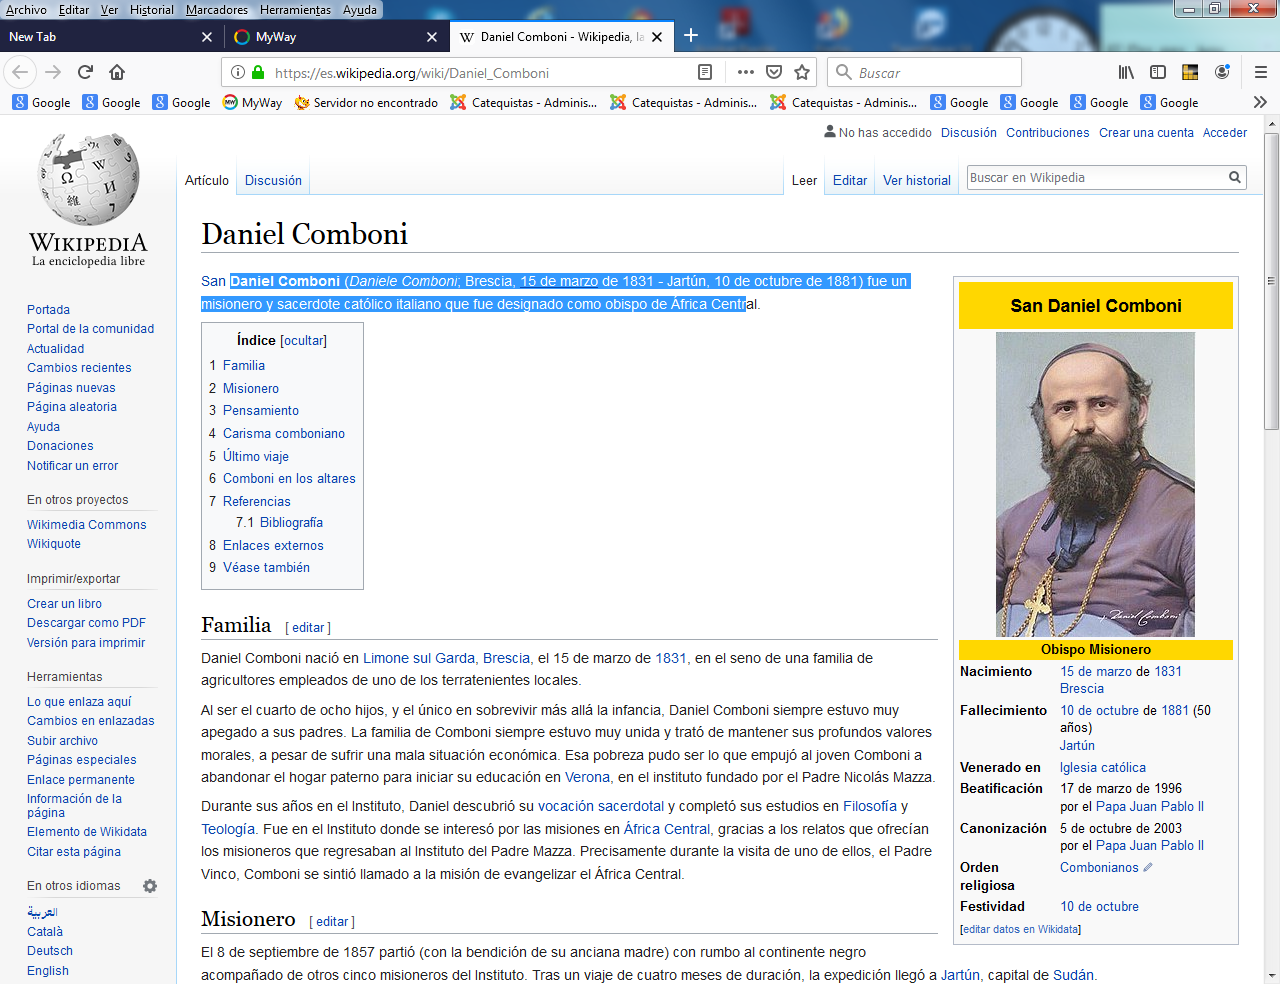 Archivo Editar Ver Historial Marcadores Herramientas Ayuda
New Tab
MyWay
Daniel Comboni - Wikipedia, la
https://es.wikipedia.org/wiki/Daniel_Comboni
Buscar
Google Google Google MyWay Servidor no encontrado Catequistas - Adminis... Catequistas - Adminis... Catequistas - Adminis... Google Google Google Google
No has accedido Discusión Contribuciones Crear una cuenta Acceder
Artículo Discusión Leer Editar Ver historial Buscar en Wikipedia
WIKIPEDIA
La enciclopedia libre
Portada
Portal de la comunidad
Actualidad
Cambios recientes
Páginas nuevas
Página aleatoria
Ayuda
Donaciones
Notificar un error
En otros proyectos
Wikimedia Commons
Wikiquote
Imprimir/exportar
Crear un libro
Descargar como PDF
Versión para imprimir
Herramientas
Lo que enlaza aquí
Cambios en enlazadas
Subir archivo
Páginas especiales
Enlace permanente
Información de la
página
Elemento de Wikidata
Citar esta página
En otros idiomas
العربية
Català
Deutsch
English
Daniel Comboni
San Daniel Comboni (Daniele Comboni; Brescia, 15 de marzo de 1831 - Jartún, 10 de octubre de 1881) fue un
misionero y sacerdote católico italiano que fue designado como obispo de África Central.
Índice [ocultar]
1 Familia
2 Misionero
3 Pensamiento
4 Carisma comboniano
5 Último viaje
6 Comboni en los altares
7 Referencias
7.1 Bibliografía
8 Enlaces externos
9 Véase también
Familia [ editar ]
Daniel Comboni nació en Limone sul Garda, Brescia, el 15 de marzo de 1831, en el seno de una familia de
agricultores empleados de uno de los terratenientes locales.
Al ser el cuarto de ocho hijos, y el único en sobrevivir más allá la infancia, Daniel Comboni siempre estuvo muy
apegado a sus padres. La familia de Comboni siempre estuvo muy unida y trató de mantener sus profundos valores
morales, a pesar de sufrir una mala situación económica. Esa pobreza pudo ser lo que empujó al joven Comboni a
abandonar el hogar paterno para iniciar su educación en Verona, en el instituto fundado por el Padre Nicolás Mazza.
Durante sus años en el Instituto, Daniel descubrió su vocación sacerdotal y completó sus estudios en Filosofía y
Teología. Fue en el Instituto donde se interesó por las misiones en África Central, gracias a los relatos que ofrecían
los misioneros que regresaban al Instituto del Padre Mazza. Precisamente durante la visita de uno de ellos, el Padre
Vinco, Comboni se sintió llamado a la misión de evangelizar el África Central.
Misionero [ editar ]
El 8 de septiembre de 1857 partió (con la bendición de su anciana madre) con rumbo al continente negro
acompañado de otros cinco misioneros del Instituto. Tras un viaje de cuatro meses de duración, la expedición llegó a Jartún, capital de Sudán.
San Daniel Comboni
Daniel Comboni
Obispo Misionero
Nacimiento 15 de marzo de 1831
Brescia
Fallecimiento 10 de octubre de 1881 (50
años)
Jartún
Venerado en Iglesia católica
Beatificación 17 de marzo de 1996
por el Papa Juan Pablo II
Canonización 5 de octubre de 2003
por el Papa Juan Pablo II
Orden Combonianos
religiosa
Festividad 10 de octubre
[editar datos en Wikidata]